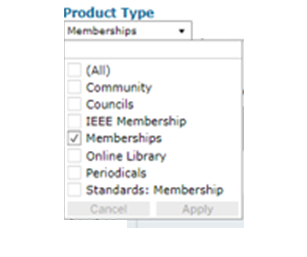 Product Type
Memberships
(All)
Community
Councils
IEEE Membership
Memberships
Online Library
Periodicals
Standards: Membership
Cancel Apply